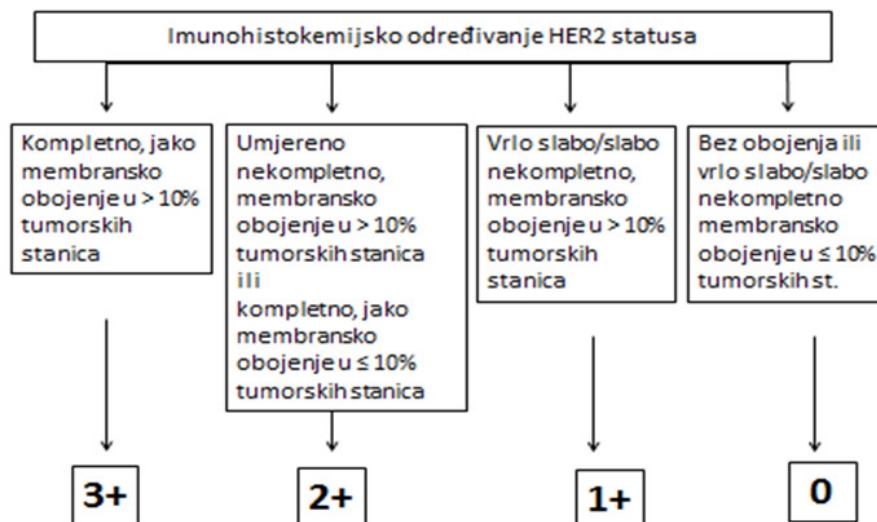 Imunohistokemijsko određivanje HER2 statusa
Kompletno, jako
membransko
obojenje u > 10%
tumorskih
stanica
Umjereno
nekompletno,
membransko
obojenje u > 10%
tumorskih stanica
ili
kompletno, jako
membransko
obojenje u ≤ 10%
tumorskih stanica
Vrlo slabo/slabo
nekompletno,
membransko
obojenje u > 10%
tumorskih
stanica
Bez obojenja ili
vrlo slabo/slabo
nekompletno
membransko
obojenje u ≤ 10%
tumorskih st.
3+
2+
1+
0